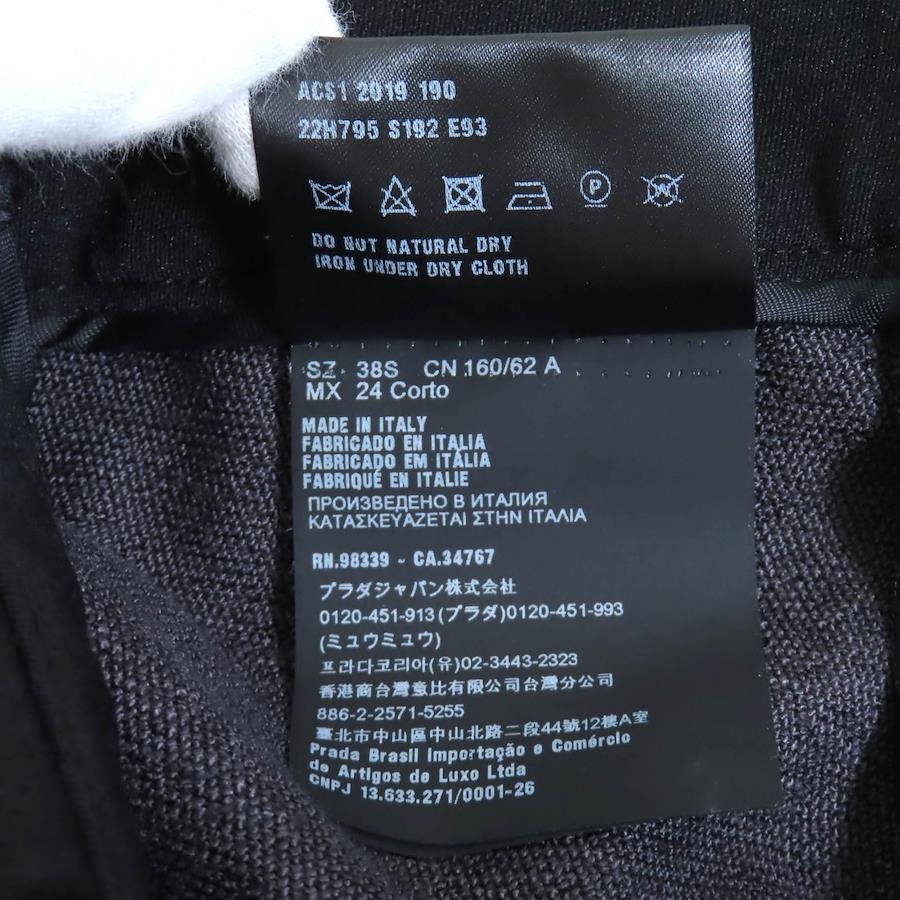 ACS1 2019 190
22H795 S192 E93
P W
DO NOT NATURAL DRY
IRON UNDER DRY CLOTH
SZ 38S CN 160/62 A
MX 24 Corto
MADE IN ITALY
FABRICADO EN ITALIA
FABRICADO EM ITÁLIA
FABRIQUÉ EN ITALIE
ПРОИЗВЕДЕНО В ИТАЛИЯ
ΚΑΤΑΣΚΕΥΑΖΕΤΑΙ ΣΤΗΝ ΙΤΑΛΙΑ
RN.98339 - CA.34767
プラダジャパン株式会社
0120-451-913(プラダ)0120-451-993
(ミュウミュウ)
프라다코리아(유)02-3443-2323
香港商台灣意比有限公司台灣分公司
886-2-2571-5255
臺北市中山區中山北路二段44號12樓A室
Prada Brasil Importação e Comércio
de Artigos de Luxo Ltda
CNPJ 13.633.271/0001-26